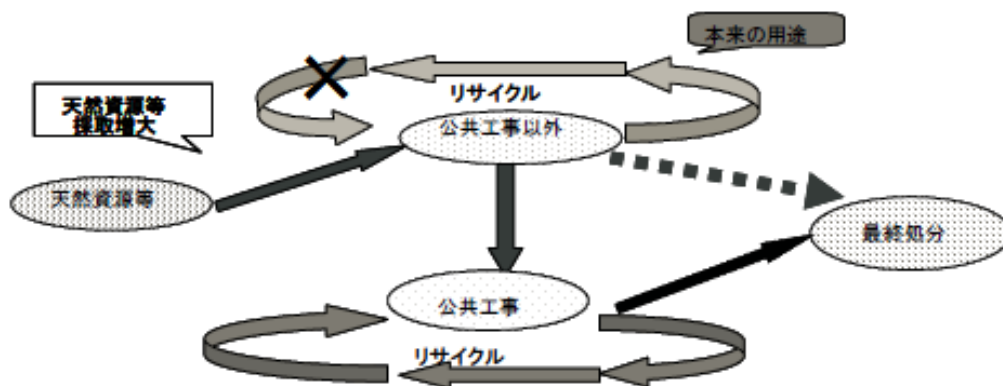 本来の用途
リサイクル
天然資源等
採取増大
公共工事以外
天然資源等
最終処分
公共工事
リサイクル